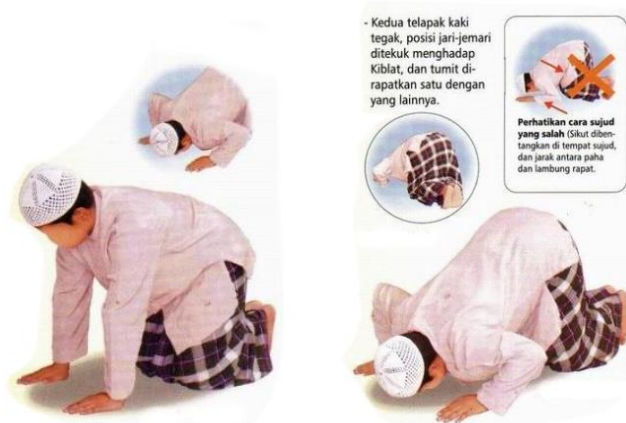 - Kedua telapak kaki
tegak, posisi jari-jemari
ditekuk menghadap
Kiblat, dan tumit di-
rapatkan satu dengan
yang lainnya.
Perhatikan cara sujud
yang salah (Sikut diben-
tangkan di tempat sujud,
dan jarak antara paha
dan lambung rapat.